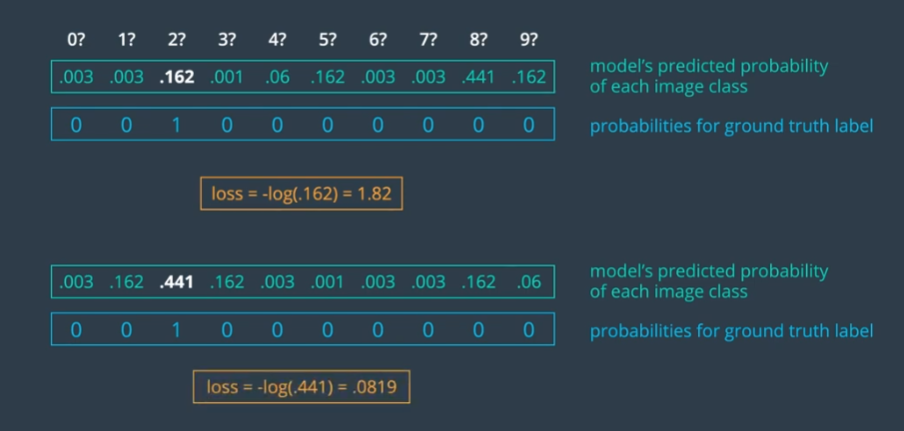 0? 1? 2? 3? 4? 5? 6? 7? 8? 9?
.003 .003 .162 .001 .06 .162 .003 .003 .441 .162
model's predicted probability
of each image class
0 0 1 0 0 0 0 0 0 0
probabilities for ground truth label
loss = -log(.162) = 1.82
.003 .162 .441 .162 .003 .001 .003 .003 .162 .06
model's predicted probability
of each image class
0 0 1 0 0 0 0 0 0 0
probabilities for ground truth label
loss = -log(.441) = .0819